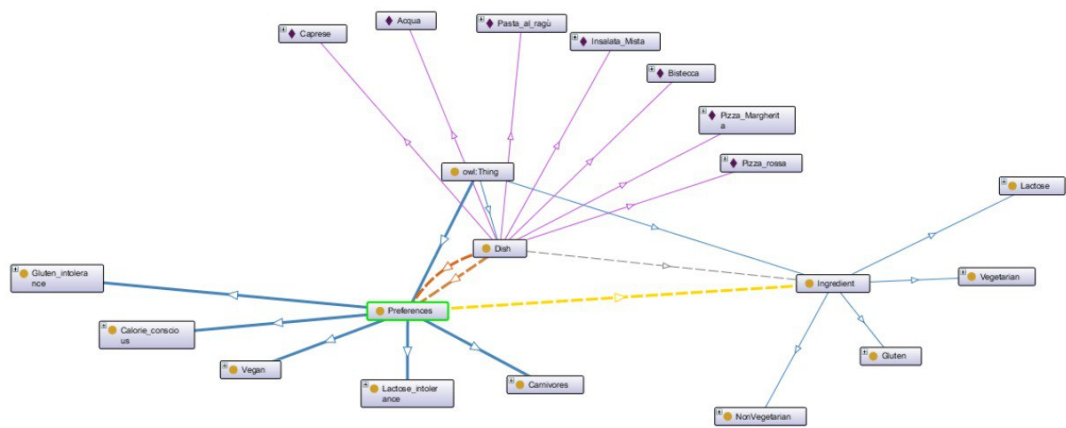 Acqua
Pasta_al_ragù
Caprese
Insalata_Mista
Bistecca
Pizza_Margherit
a
Pizza_rossa
owl:Thing
Lactose
Dish
Gluten_intolera
nce
Vegetarian
Ingredient
Preferences
Calorie_conscio
us
Gluten
Vegan
Lactose_intoler
ance
Carnivores
NonVegetarian